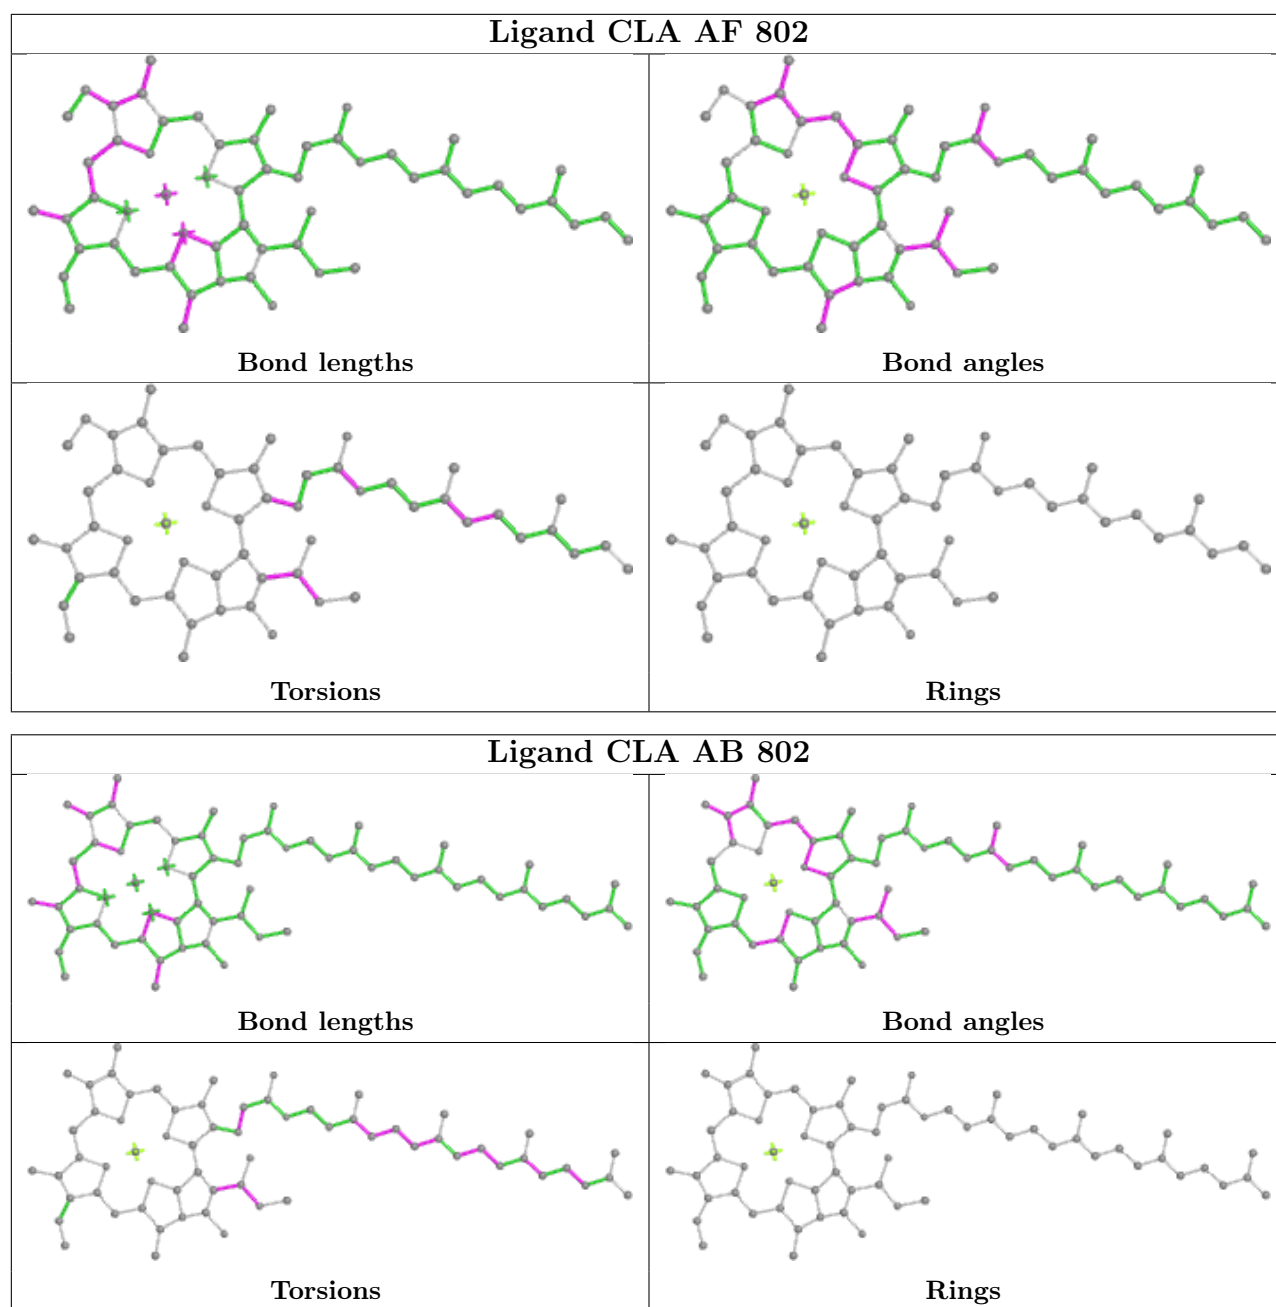 Ligand CLA AF 802
Bond lengths
Bond angles
Torsions
Rings
Ligand CLA AB 802
Bond lengths
Bond angles
Torsions
Rings